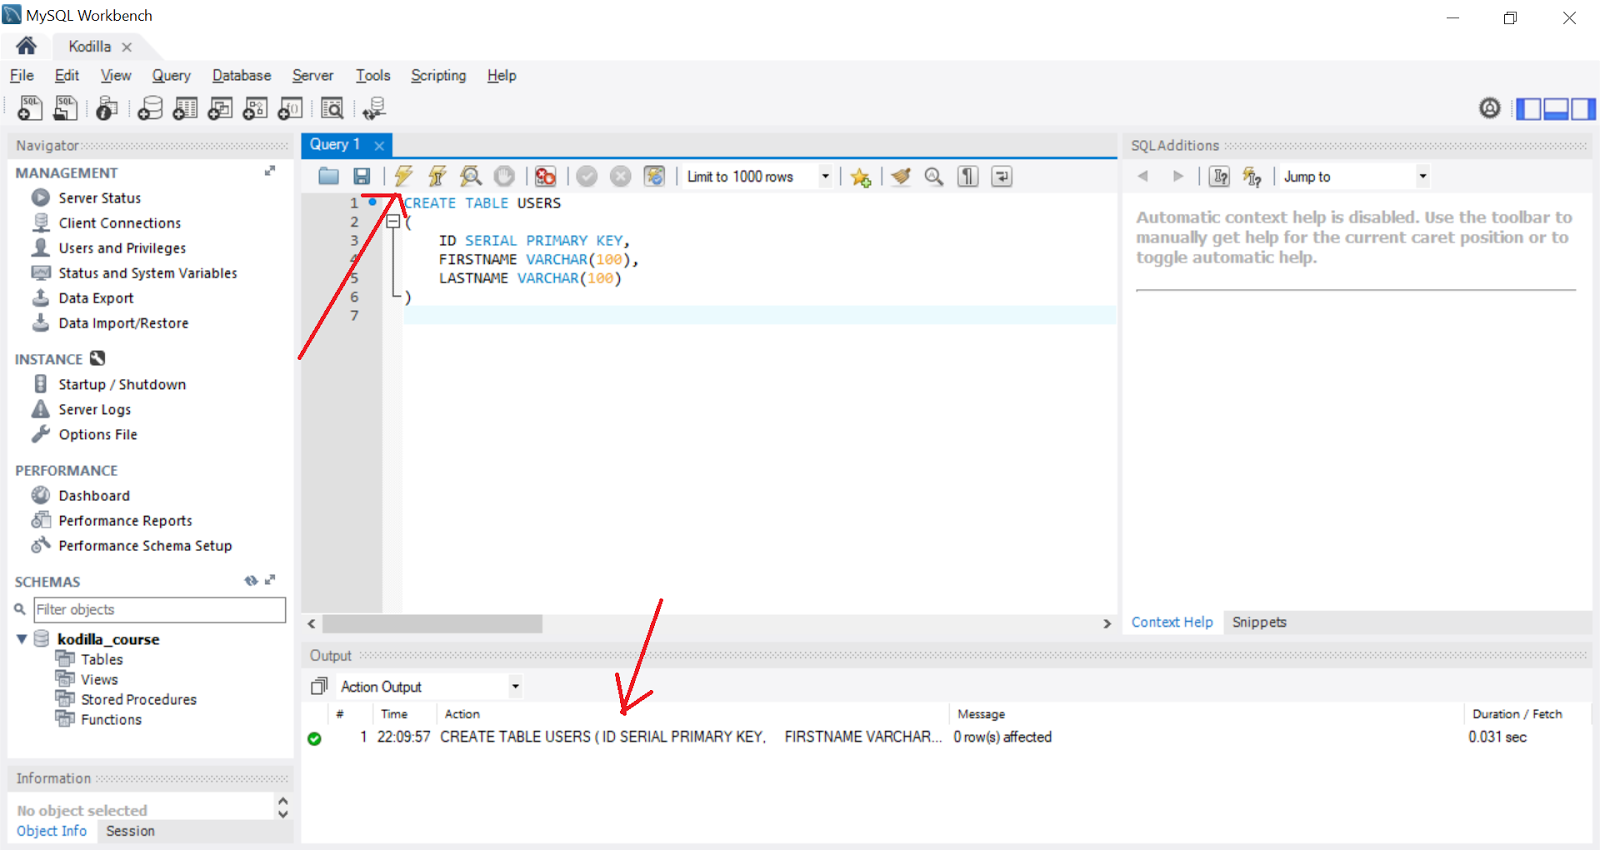 MySQL Workbench
Kodilla
File Edit View Query Database Server Tools Scripting Help
Navigator
MANAGEMENT
Server Status
Client Connections
Users and Privileges
Status and System Variables
Data Export
Data Import/Restore
INSTANCE
Startup / Shutdown
Server Logs
Options File
PERFORMANCE
Dashboard
Performance Reports
Performance Schema Setup
SCHEMAS
Filter objects
kodilla_course
Tables
Views
Stored Procedures
Functions
Information
No object selected
Object Info Session
Query 1
Limit to 1000 rows
1 CREATE TABLE USERS
2 (
3 ID SERIAL PRIMARY KEY,
4 FIRSTNAME VARCHAR(100),
5 LASTNAME VARCHAR(100)
6 )
7
SQLAdditions
Jump to
Automatic context help is disabled. Use the toolbar to
manually get help for the current caret position or to
toggle automatic help.
Context Help Snippets
Output
Action Output
# Time Action Message Duration / Fetch
1 22:09:57 CREATE TABLE USERS ( ID SERIAL PRIMARY KEY, FIRSTNAME VARCHAR... 0 row(s) affected 0.031 sec